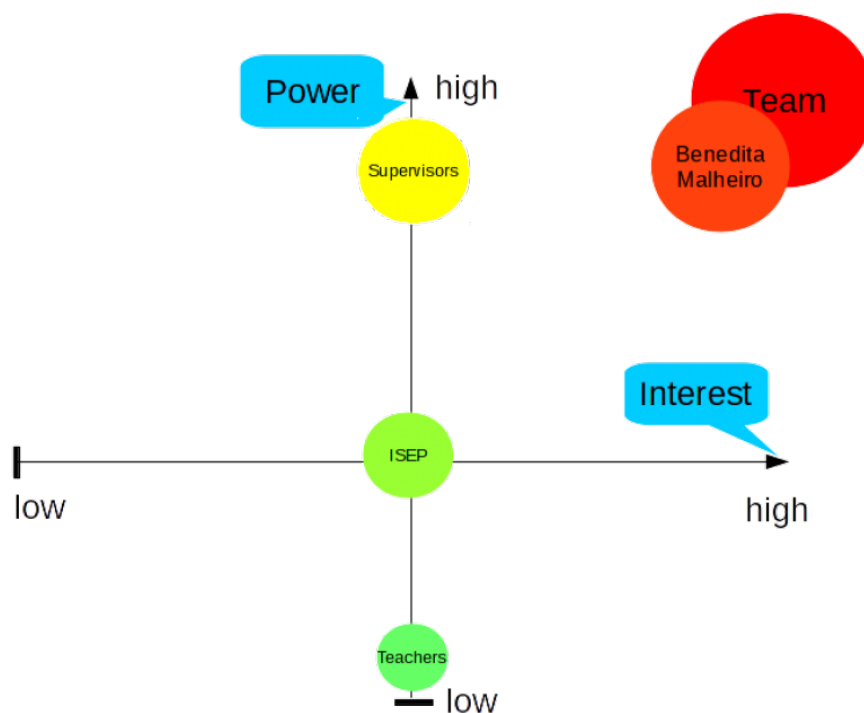 Power
high
Team
Supervisors
Benedita
Malheiro
Interest
ISEP
low
high
Teachers
low